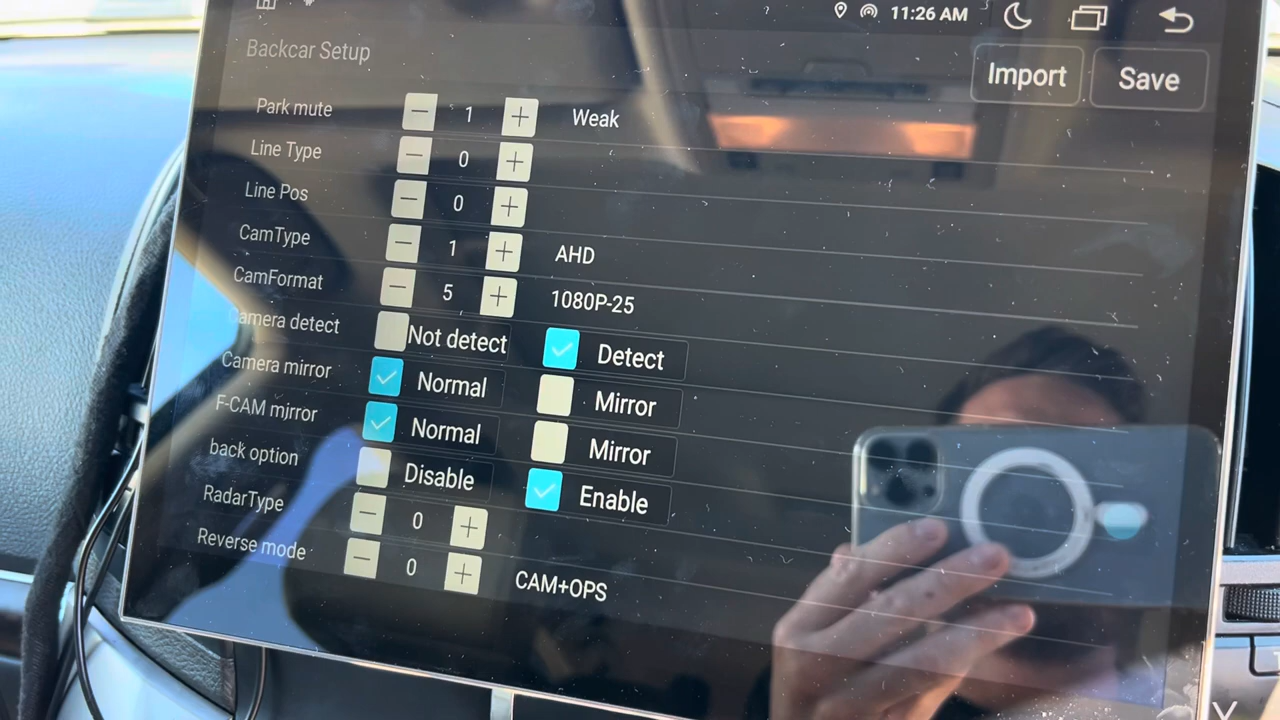 11:26 AM
Backcar Setup
Import Save
Park mute 1 Weak
Line Type 0
Line Pos 0
CamType 1 AHD
CamFormat 5 1080P-25
Camera detect Not detect Detect
Camera mirror Normal Mirror
F-CAM mirror Normal Mirror
back option Disable Enable
RadarType 0
Reverse mode 0 CAM+OPS